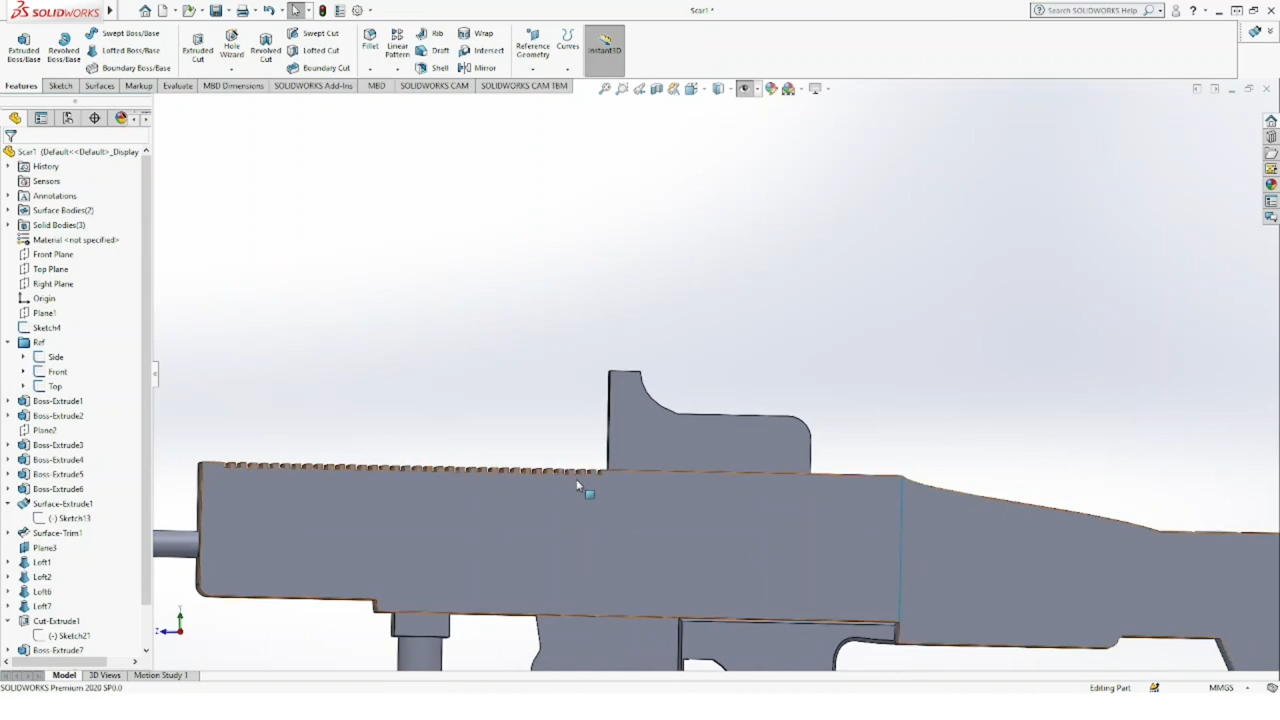 SOLIDWORKS
Scar1 *
Search SOLIDWORKS Help
Extruded Boss/Base
Revolved Boss/Base
Swept Boss/Base
Lofted Boss/Base
Boundary Boss/Base
Extruded Cut
Hole Wizard
Revolved Cut
Swept Cut
Lofted Cut
Boundary Cut
Fillet
Linear Pattern
Rib
Draft
Shell
Wrap
Intersect
Mirror
Reference Geometry
Curves
Instant3D
Features Sketch Surfaces Markup Evaluate MBD Dimensions SOLIDWORKS Add-Ins MBD SOLIDWORKS CAM SOLIDWORKS CAM TBM
Scar1 (Default<<Default>_Display
History
Sensors
Annotations
Surface Bodies(2)
Solid Bodies(3)
Material <not specified>
Front Plane
Top Plane
Right Plane
Origin
Plane1
Sketch4
Ref
Side
Front
Top
Boss-Extrude1
Boss-Extrude2
Plane2
Boss-Extrude3
Boss-Extrude4
Boss-Extrude5
Boss-Extrude6
Surface-Extrude1
(-) Sketch13
Surface-Trim1
Plane3
Loft1
Loft2
Loft6
Loft7
Cut-Extrude1
(-) Sketch21
Boss-Extrude7
Y
Z
Model 3D Views Motion Study 1
SOLIDWORKS Premium 2020 SP0.0
Editing Part
MMGS